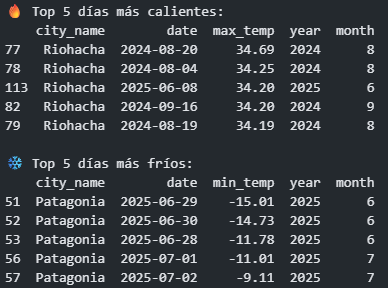 🔥 Top 5 días más calientes:
city_name date max_temp year month
77 Riohacha 2024-08-20 34.69 2024 8
78 Riohacha 2024-08-04 34.25 2024 8
113 Riohacha 2025-06-08 34.20 2025 6
82 Riohacha 2024-09-16 34.20 2024 9
79 Riohacha 2024-08-19 34.19 2024 8
❄️ Top 5 días más fríos:
city_name date min_temp year month
51 Patagonia 2025-06-29 -15.01 2025 6
52 Patagonia 2025-06-30 -14.73 2025 6
53 Patagonia 2025-06-28 -11.78 2025 6
56 Patagonia 2025-07-01 -11.01 2025 7
57 Patagonia 2025-07-02 -9.11 2025 7